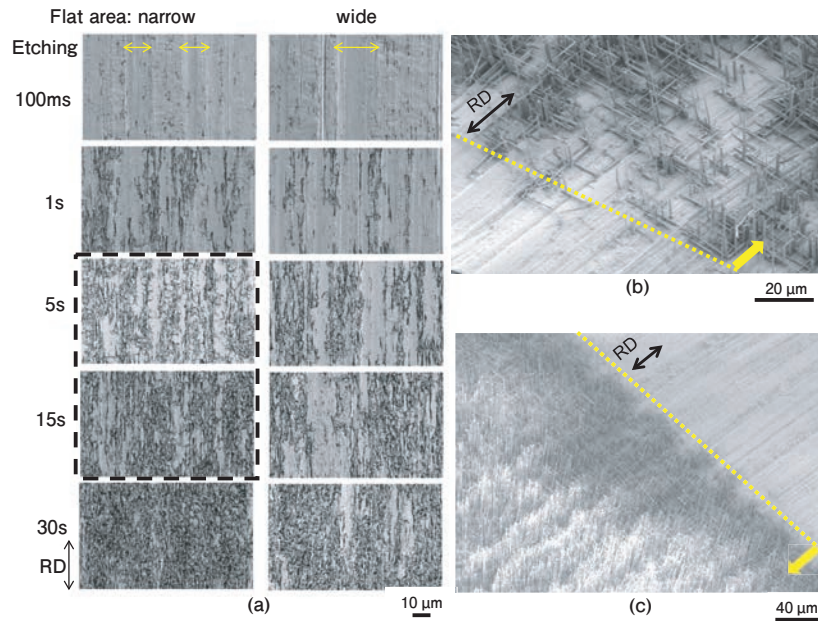 Flat area: narrow
wide
Etching
100ms
1s
5s
15s
30s
RD
(a)
10 µm
RD
(b)
20 µm
RD
(c)
40 µm